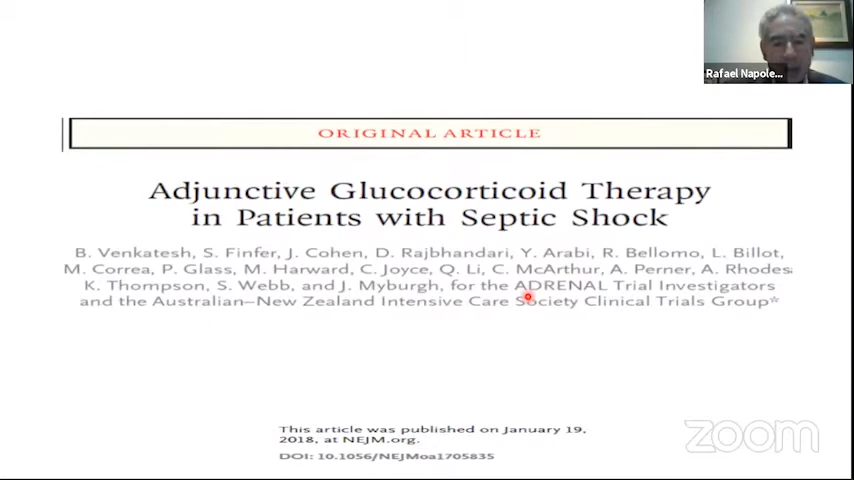 Rafael Napole...
ORIGINAL ARTICLE
Adjunctive Glucocorticoid Therapy
in Patients with Septic Shock
B. Venkatesh, S. Finfer, J. Cohen, D. Rajbhandari, Y. Arabi, R. Bellomo, L. Billot,
M. Correa, P. Glass, M. Harward, C. Joyce, Q. Li, C. McArthur, A. Perner, A. Rhodes
K. Thompson, S. Webb, and J. Myburgh, for the ADRENAL Trial Investigators
and the Australian–New Zealand Intensive Care Society Clinical Trials Group*
This article was published on January 19,
2018, at NEJM.org.
DOI: 10.1056/NEJMoa1705835
zoom